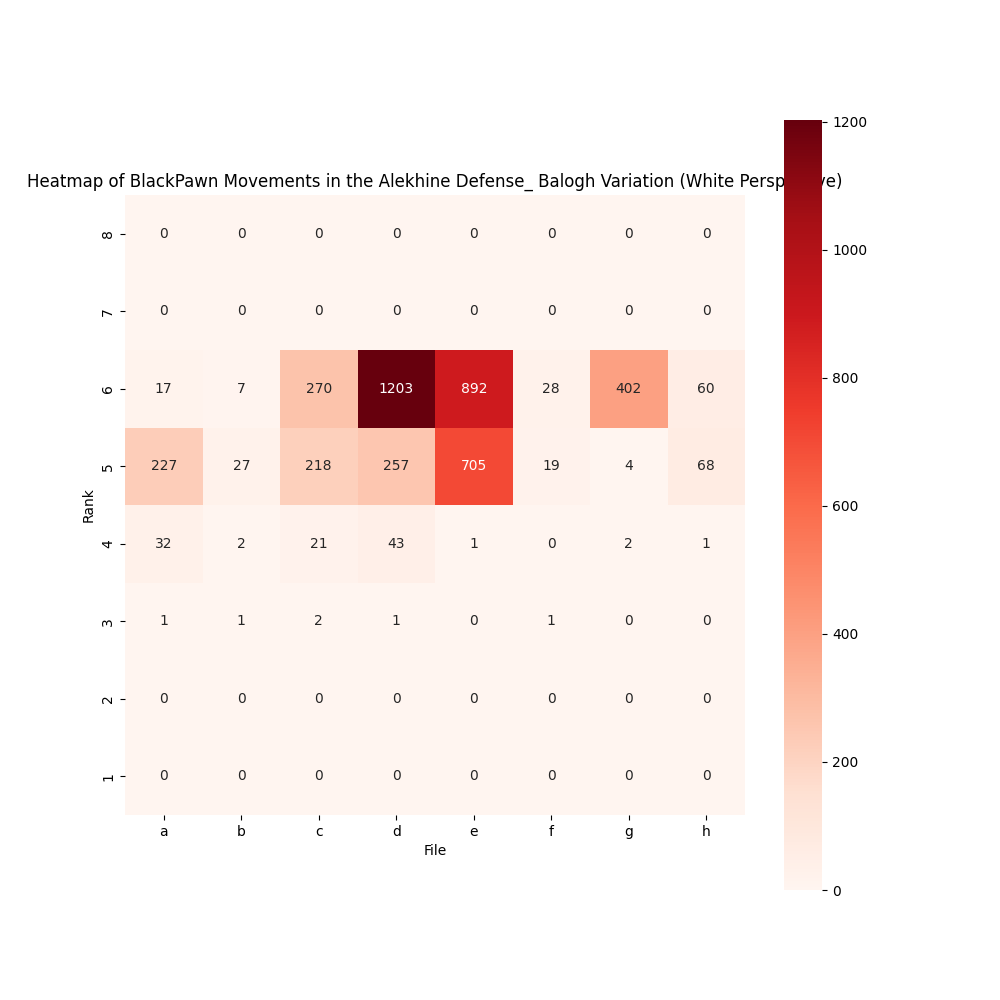 Heatmap of BlackPawn Movements in the Alekhine Defense_ Balogh Variation (White Persp ve)
8 0 0 0 0 0 0 0 0
7 0 0 0 0 0 0 0 0
6 17 7 270 1203 892 28 402 60
5 227 27 218 257 705 19 4 68
4 32 2 21 43 1 0 2 1
3 1 1 2 1 0 1 0 0
2 0 0 0 0 0 0 0 0
1 0 0 0 0 0 0 0 0
a b c d e f g h
File
Rank
1200
1000
800
600
400
200
0